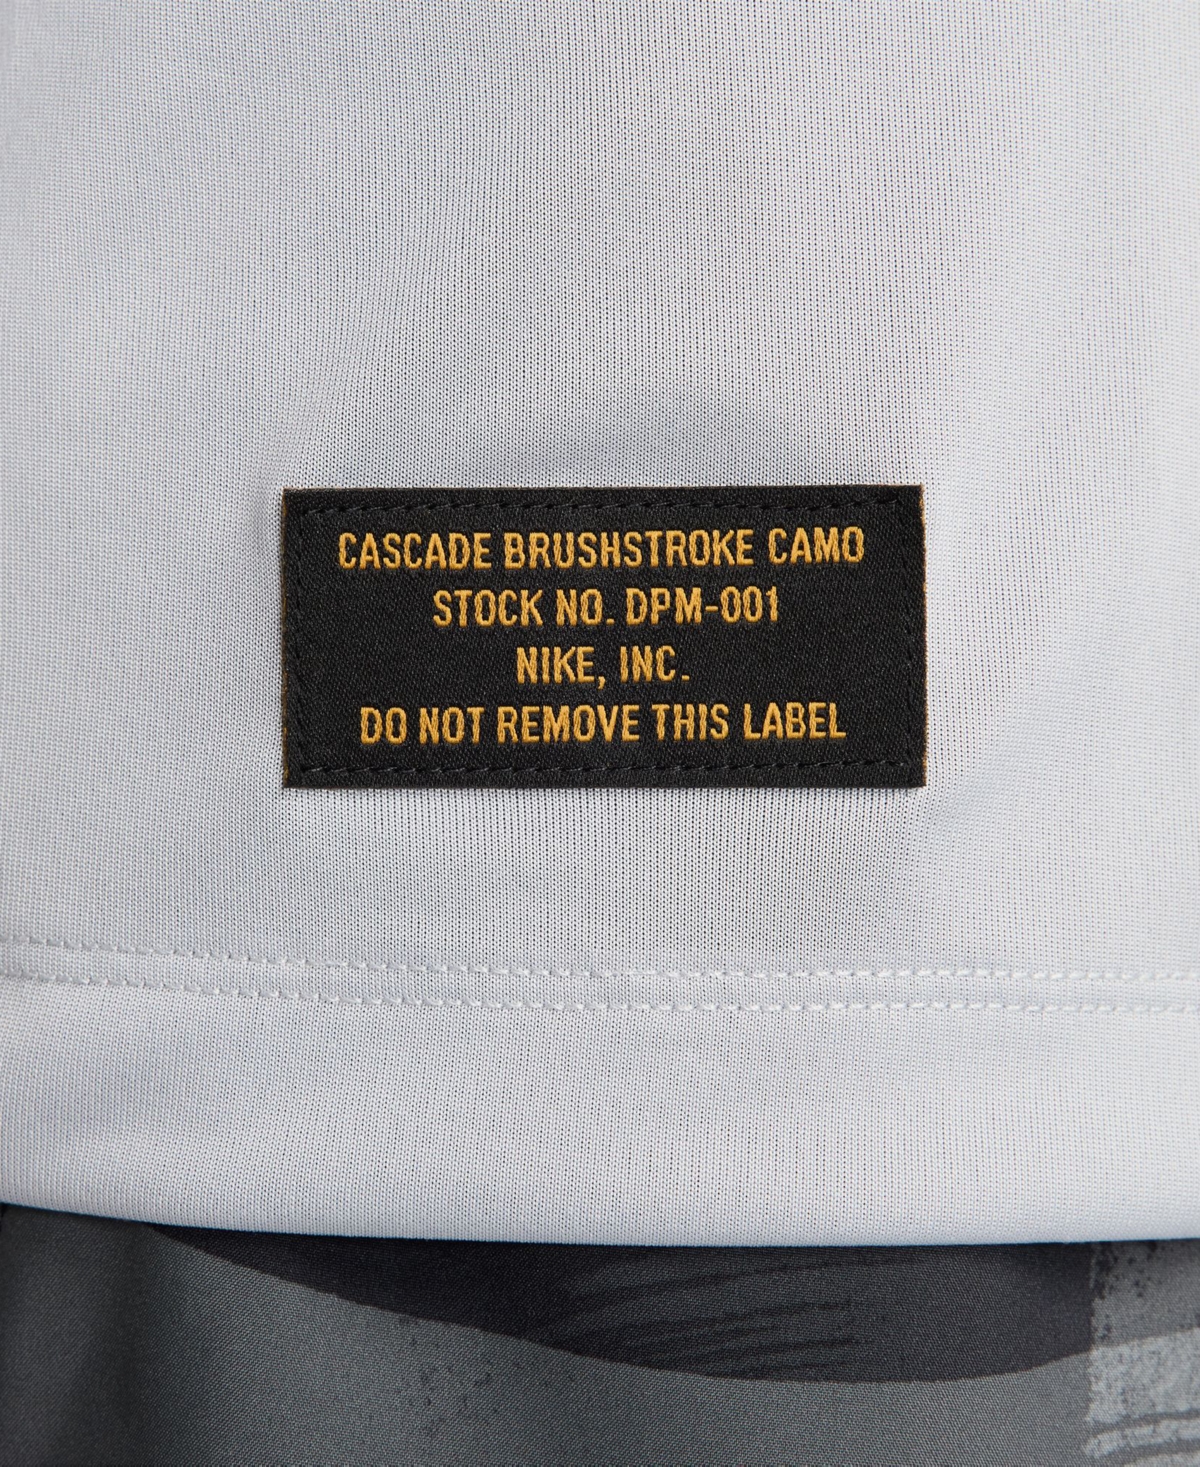 CASCADE BRUSHSTROKE CAMO
STOCK NO. DPM-001
NIKE, INC.
DO NOT REMOVE THIS LABEL